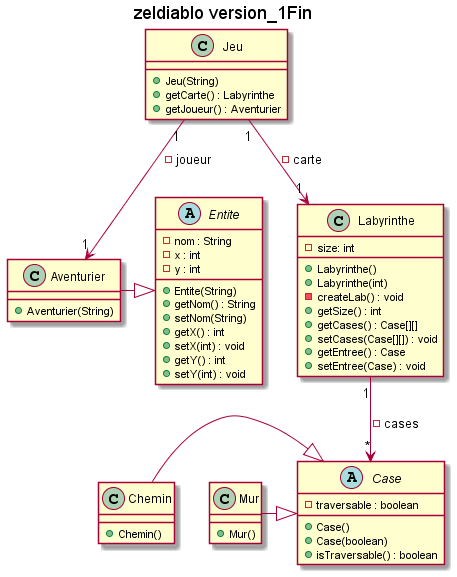 zeldiablo version_1Fin
C Jeu
Jeu(String)
getCarte() : Labyrinthe
getJoueur() : Aventurier
1
1
joueur
carte
1
1
A Entite
nom : String
x : int
y : int
Entite(String)
getNom() : String
setNom(String)
getX() : int
setX(int) : void
getY() : int
setY(int) : void
C Labyrinthe
size: int
Labyrinthe()
Labyrinthe(int)
createLab() : void
getSize() : int
getCases() : Case[][]
setCases(Case[][]) : void
getEntree() : Case
setEntree(Case) : void
C Aventurier
Aventurier(String)
1
cases
*
C Chemin
Chemin()
C Mur
Mur()
A Case
traversable : boolean
Case()
Case(boolean)
isTraversable() : boolean